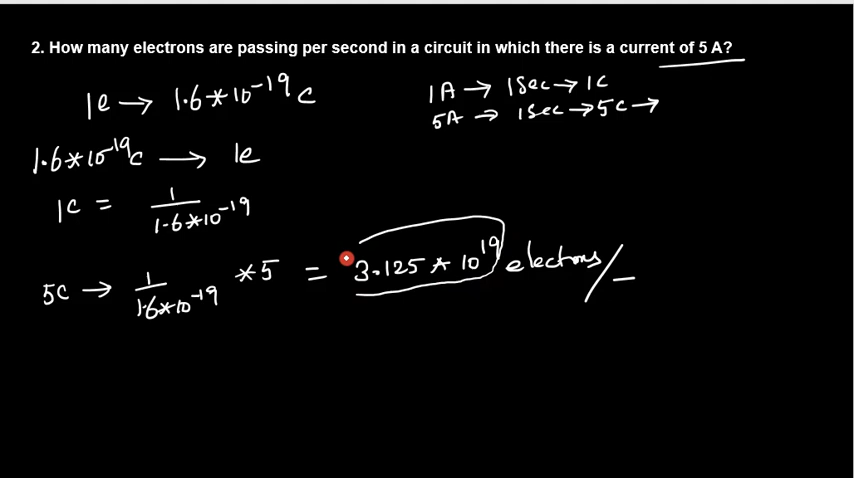 2. How many electrons are passing per second in a circuit in which there is a current of 5 A?
1e → 1.6*10⁻¹⁹ C
1A → 1sec → 1C
5A → 1sec → 5C →
1.6*10⁻¹⁹C → 1e
1C = 1/1.6*10⁻¹⁹
5C → 1/1.6*10⁻¹⁹ *5 = 3.125 * 10¹⁹ electrons/